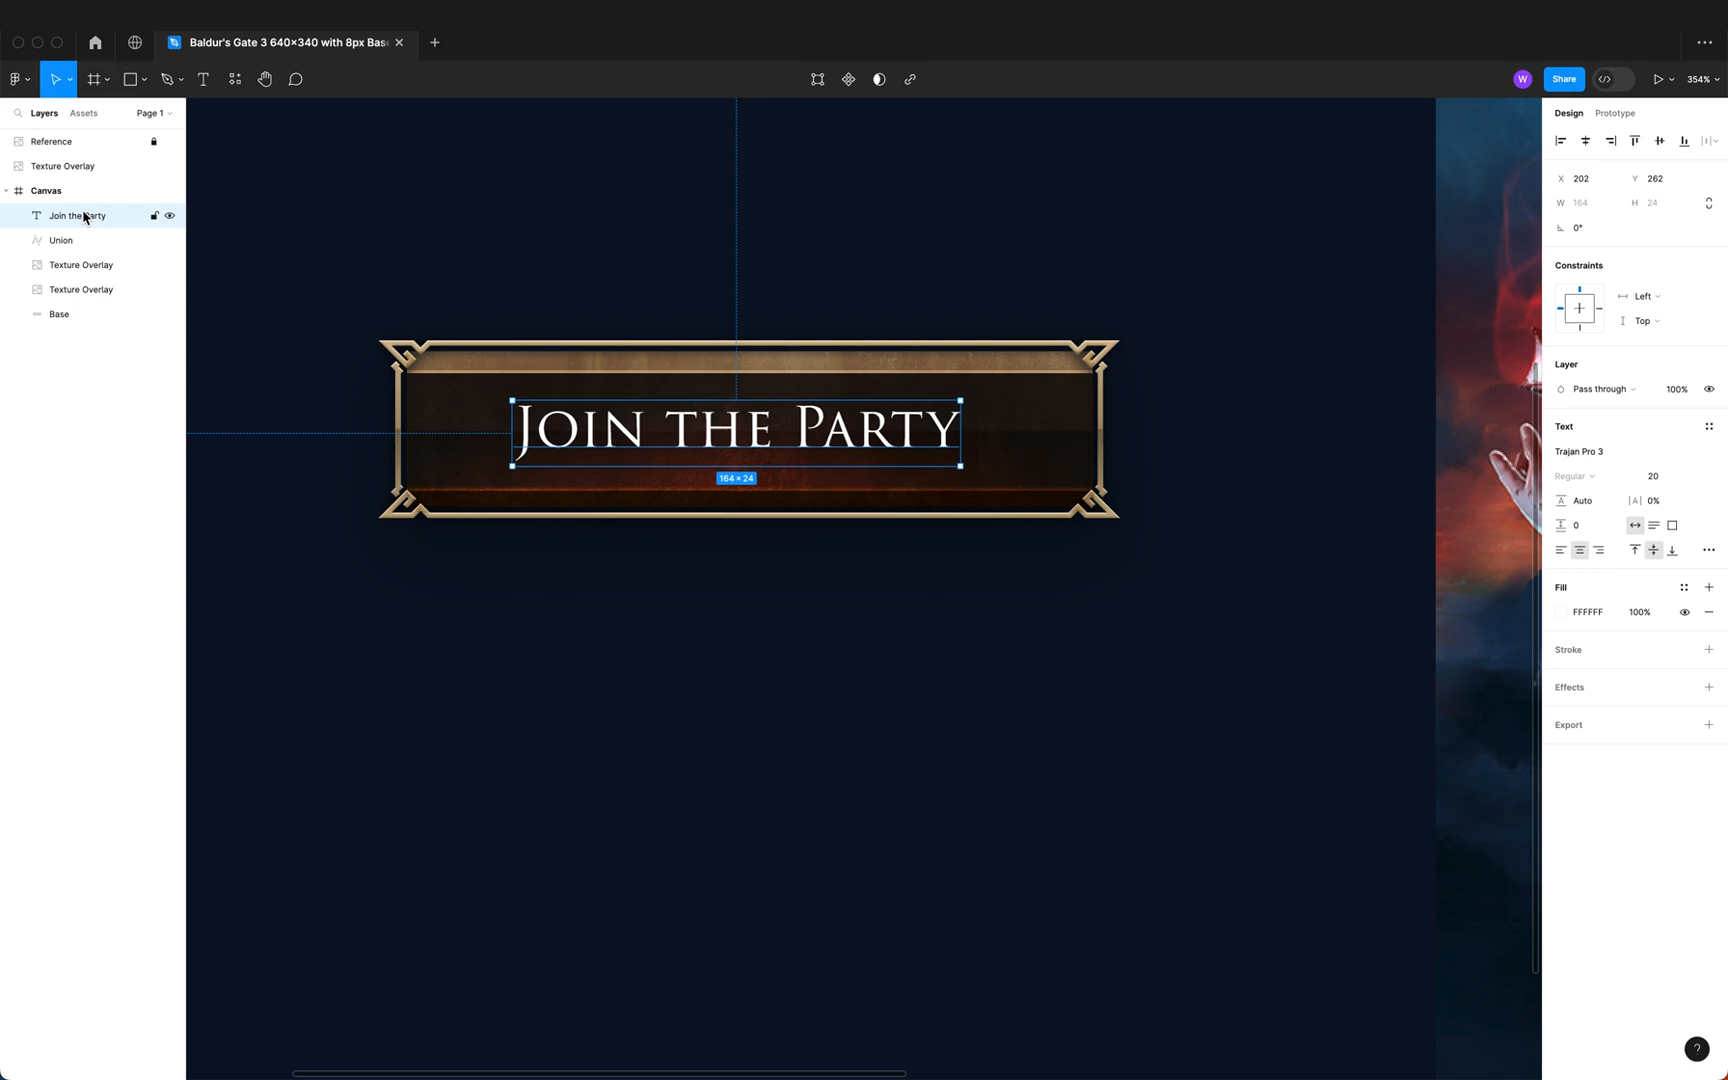 Baldur's Gate 3 640×340 with 8px Bas
Share
354%
W
Layers
Assets
Page 1
Design
Prototype
Reference
Texture Overlay
Canvas
Join the Party
Union
Texture Overlay
Texture Overlay
Base
JOIN THE PARTY
164 × 24
X 202
Y 262
W 164
H 24
0°
Constraints
Left
Top
Layer
Pass through
100%
Text
Trajan Pro 3
Regular
20
Auto
|A| 0%
0
Fill
FFFFFF
100%
Stroke
Effects
Export
?